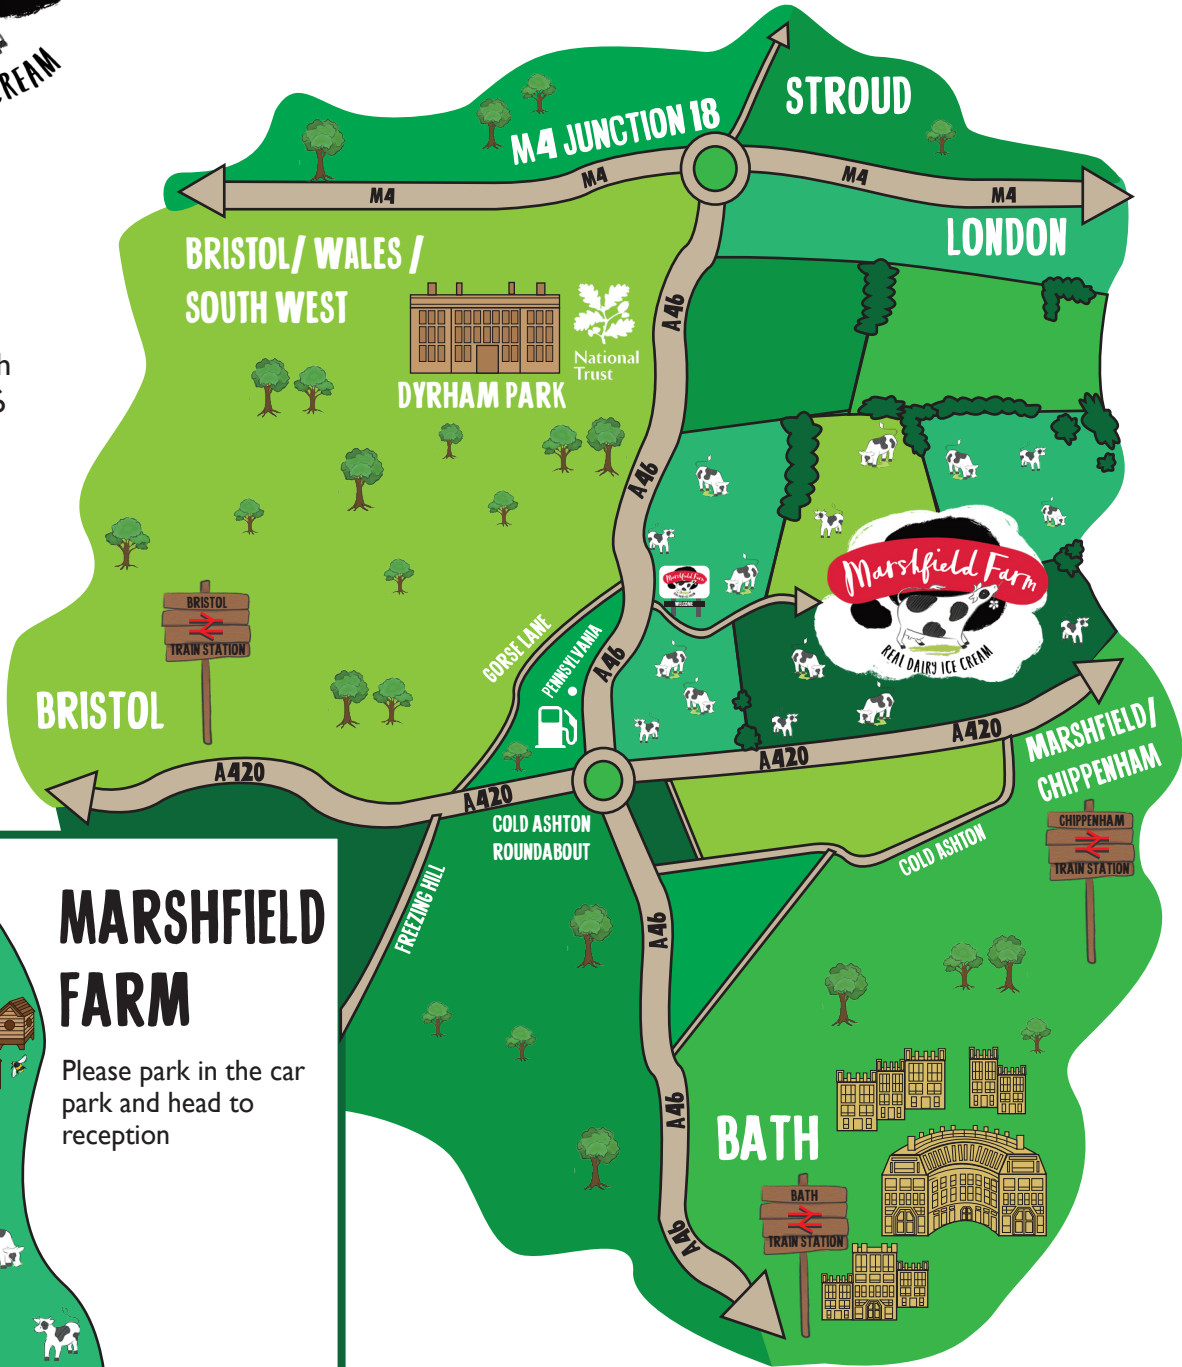 REAM
STROUD
M4 JUNCTION 18
M4
M4
M4
M4
LONDON
BRISTOL/ WALES /
SOUTH WEST
National
Trust
DYRHAM PARK
A46
A46
Marshfield Farm
WELCOME
Marshfield Farm
REAL DAIRY ICE CREAM
BRISTOL
TRAIN STATION
GORSE LANE
PENNSYLVANIA
A46
BRISTOL
A420
A420
A420
A420
MARSHFIELD/
CHIPPENHAM
COLD ASHTON
ROUNDABOUT
CHIPPENHAM
TRAIN STATION
COLD ASHTON
FREEZING HILL
A46
MARSHFIELD
FARM
Please park in the car
park and head to
reception
A46
BATH
BATH
TRAIN STATION
A46